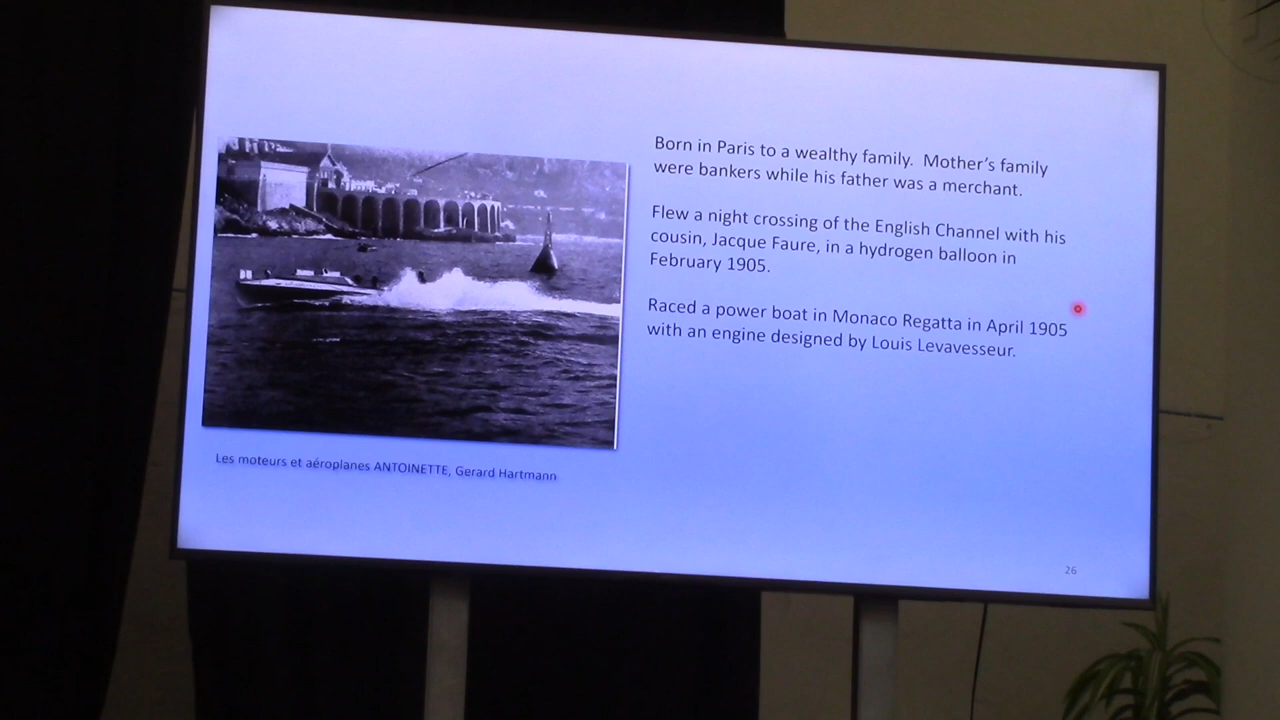 Born in Paris to a wealthy family. Mother's family
were bankers while his father was a merchant.
Flew a night crossing of the English Channel with his
cousin, Jacque Faure, in a hydrogen balloon in
February 1905.
Raced a power boat in Monaco Regatta in April 1905
with an engine designed by Louis Levavesseur.
Les moteurs et aéroplanes ANTOINETTE, Gerard Hartmann
26